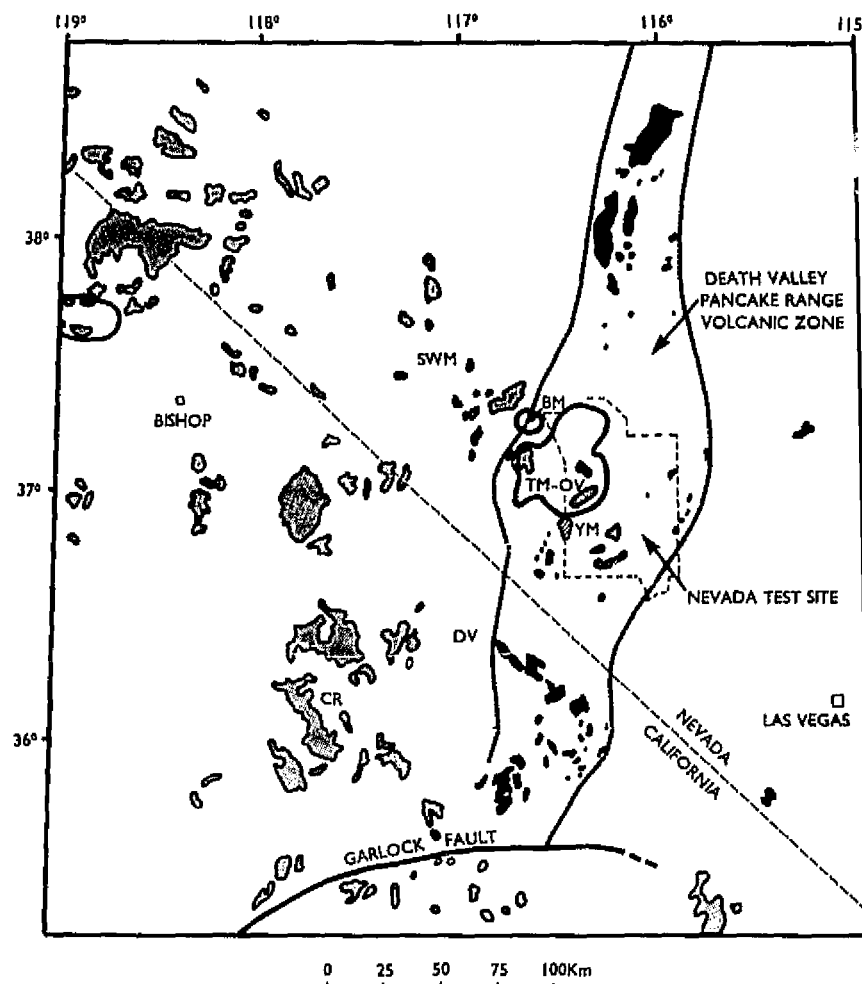 119° 118° 117° 116° 115
38°
DEATH VALLEY
PANCAKE RANGE
VOLCANIC ZONE
SWM
BM
BISHOP
37°
TM-OV
YM
NEVADA TEST SITE
DV
CR
NEVADA
CALIFORNIA
LAS VEGAS
36°
GARLOCK FAULT
0 25 50 75 100Km